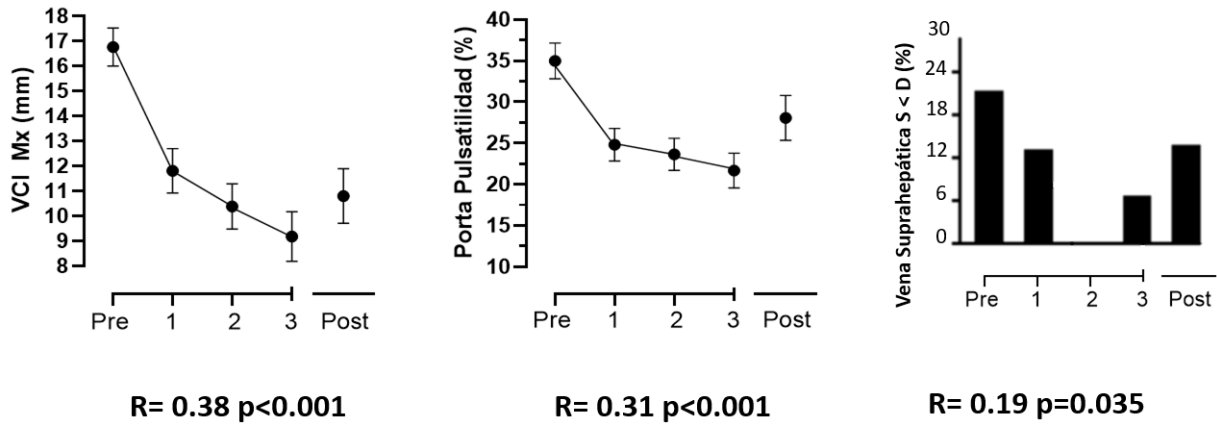 VCI Mx (mm)
18
17
16
15
14
13
12
11
10
9
8
Pre 1 2 3 Post
R= 0.38 p<0.001
Porta Pulsatilidad (%)
40
35
30
25
20
15
10
Pre 1 2 3 Post
R= 0.31 p<0.001
Vena Suprahepática S < D (%)
30
24
18
12
6
0
Pre 1 2 3 Post
R= 0.19 p=0.035